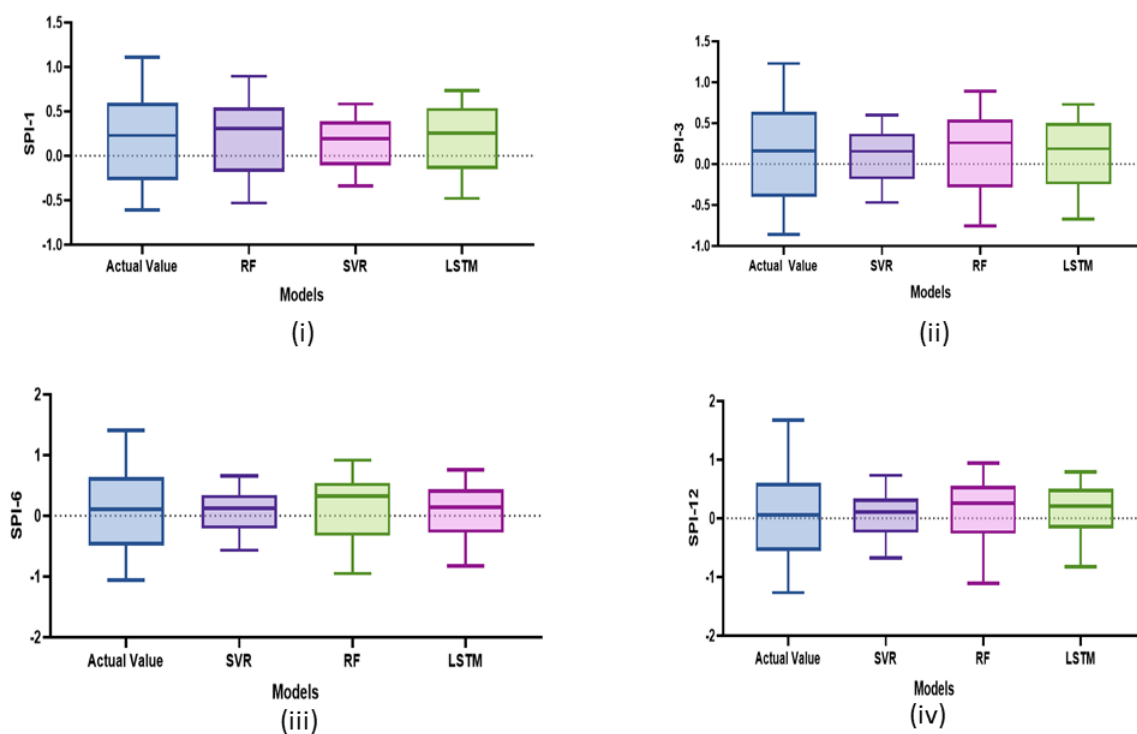 1.5
1.0
0.5
0.0
-0.5
-1.0
SPI-1
Actual Value RF SVR LSTM
Models
(i)
1.5
1.0
0.5
0.0
-0.5
-1.0
SPI-3
Actual Value SVR RF LSTM
Models
(ii)
2
1
0
-1
-2
SPI-6
Actual Value SVR RF LSTM
Models
(iii)
2
1
0
-1
-2
SPI-12
Actual Value SVR RF LSTM
Models
(iv)